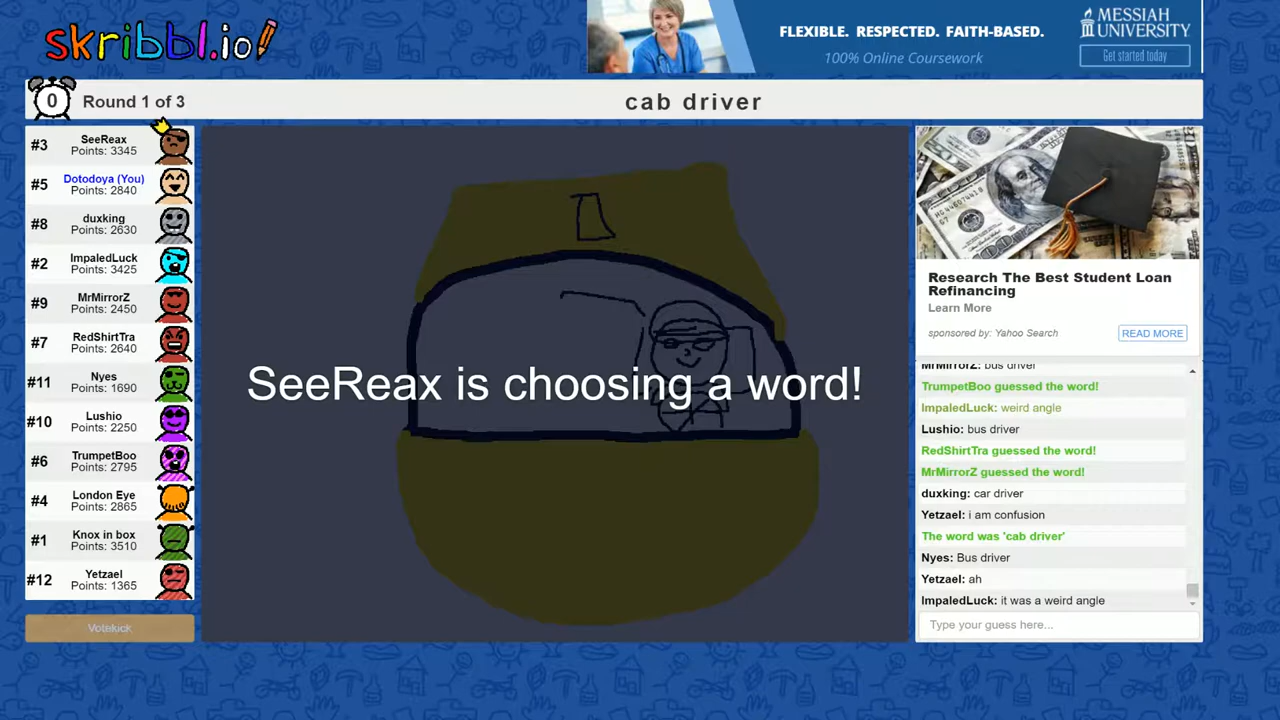 skribbl.io!
FLEXIBLE. RESPECTED. FAITH-BASED.
100% Online Coursework
MESSIAH
UNIVERSITY
Get started today
0
Round 1 of 3
cab driver
#3 SeeReax
Points: 3345
#5 Dotodoya (You)
Points: 2840
#8 duxking
Points: 2630
#2 ImpaledLuck
Points: 3425
#9 MrMirrorZ
Points: 2450
#7 RedShirtTra
Points: 2640
#11 Nyes
Points: 1690
#10 Lushio
Points: 2250
#6 TrumpetBoo
Points: 2795
#4 London Eye
Points: 2865
#1 Knox in box
Points: 3510
#12 Yetzael
Points: 1365
Votekick
SeeReax is choosing a word!
Research The Best Student Loan
Refinancing
Learn More
sponsored by: Yahoo Search
READ MORE
MrMirrorZ: bus driver
TrumpetBoo guessed the word!
ImpaledLuck: weird angle
Lushio: bus driver
RedShirtTra guessed the word!
MrMirrorZ guessed the word!
duxking: car driver
Yetzael: i am confusion
The word was 'cab driver'
Nyes: Bus driver
Yetzael: ah
ImpaledLuck: it was a weird angle
Type your guess here...